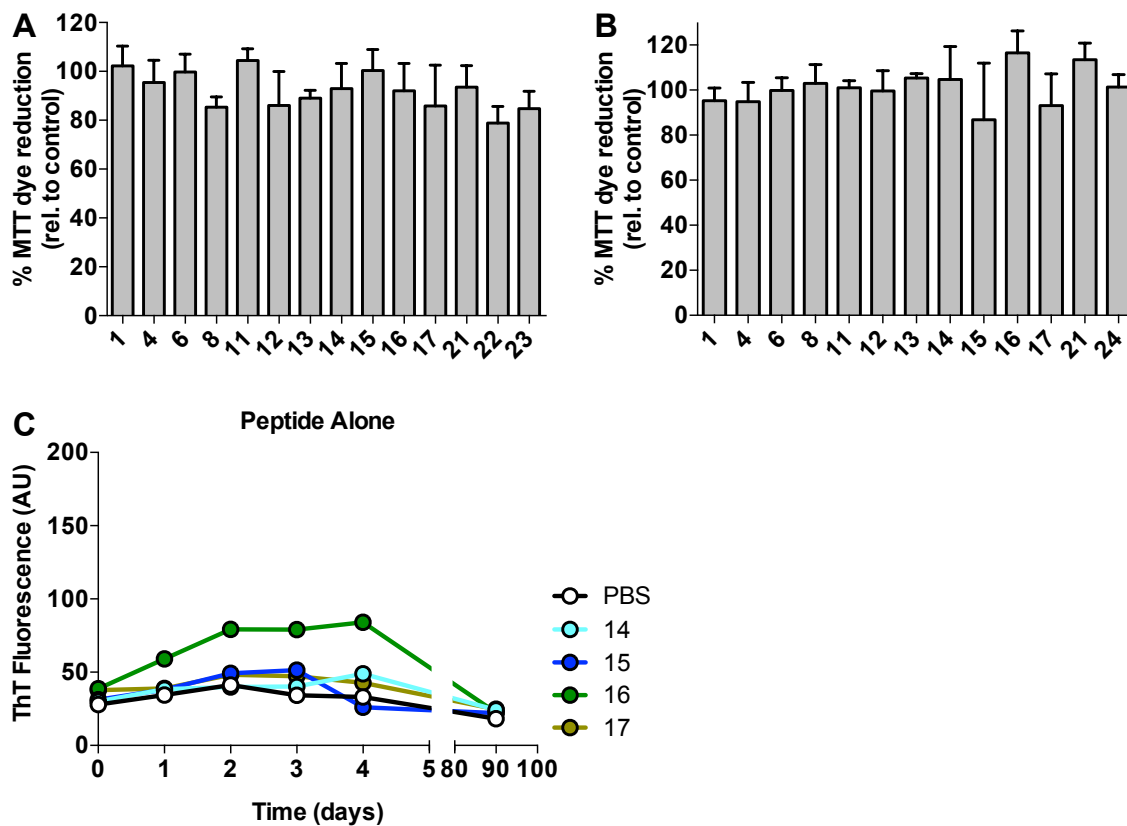 A
% MTT dye reduction
(rel. to control)
120
100
80
60
40
20
0
1 4 6 8 11 12 13 14 15 16 17 21 22 23
B
% MTT dye reduction
(rel. to control)
120
100
80
60
40
20
0
1 4 6 8 11 12 13 14 15 16 17 21 24
C
Peptide Alone
ThT Fluorescence (AU)
200
150
100
50
0
0 1 2 3 4 5 80 90 100
Time (days)
PBS
14
15
16
17